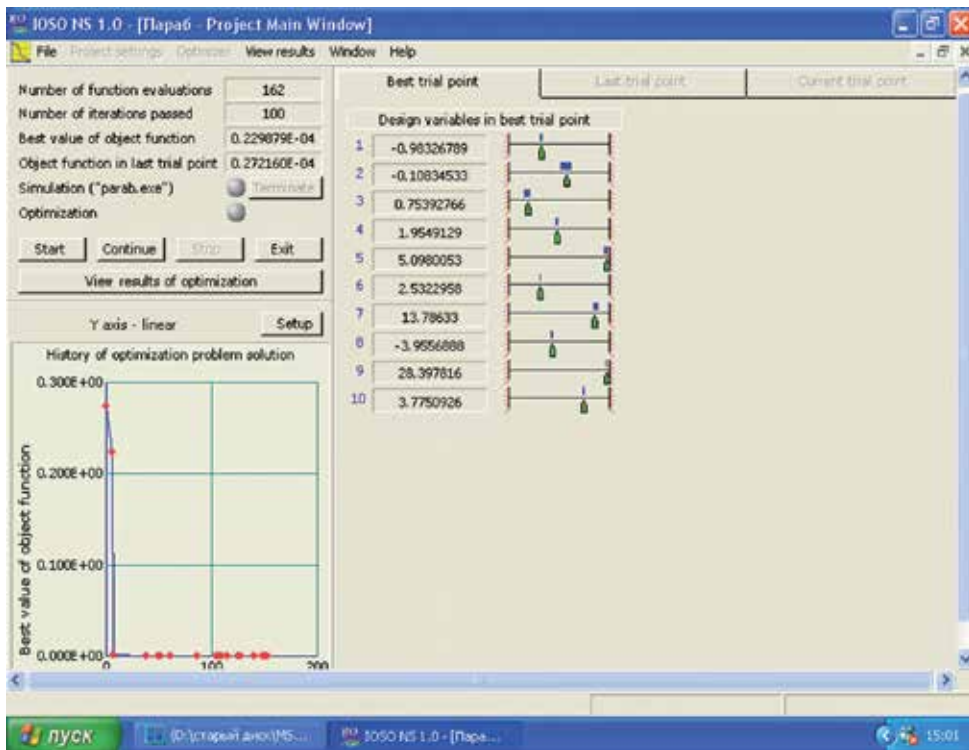 IOSO NS 1.0 - [Параб - Project Main Window]
File Project settings Optimizer View results Window Help
Number of function evaluations 162
Number of iterations passed 100
Best value of object function 0.229879E-04
Object function in last trial point 0.272160E-04
Simulation ("parab.exe") Terminate
Optimization
Start Continue Stop Exit
View results of optimization
Y axis - linear Setup
History of optimization problem solution
Best value of object function
0.300E+00
0.200E+00
0.100E+00
0.000E+00
0 100 200
Best trial point Last trial point Current trial point
Design variables in best trial point
1 -0.98326789
2 -0.10834533
3 0.75392766
4 1.9549129
5 5.0980053
6 2.5322958
7 13.78633
8 -3.9556888
9 28.397816
10 3.7750926
пуск (D:\старый диск\MS... IOSO NS 1.0 - [Пара... 15:01